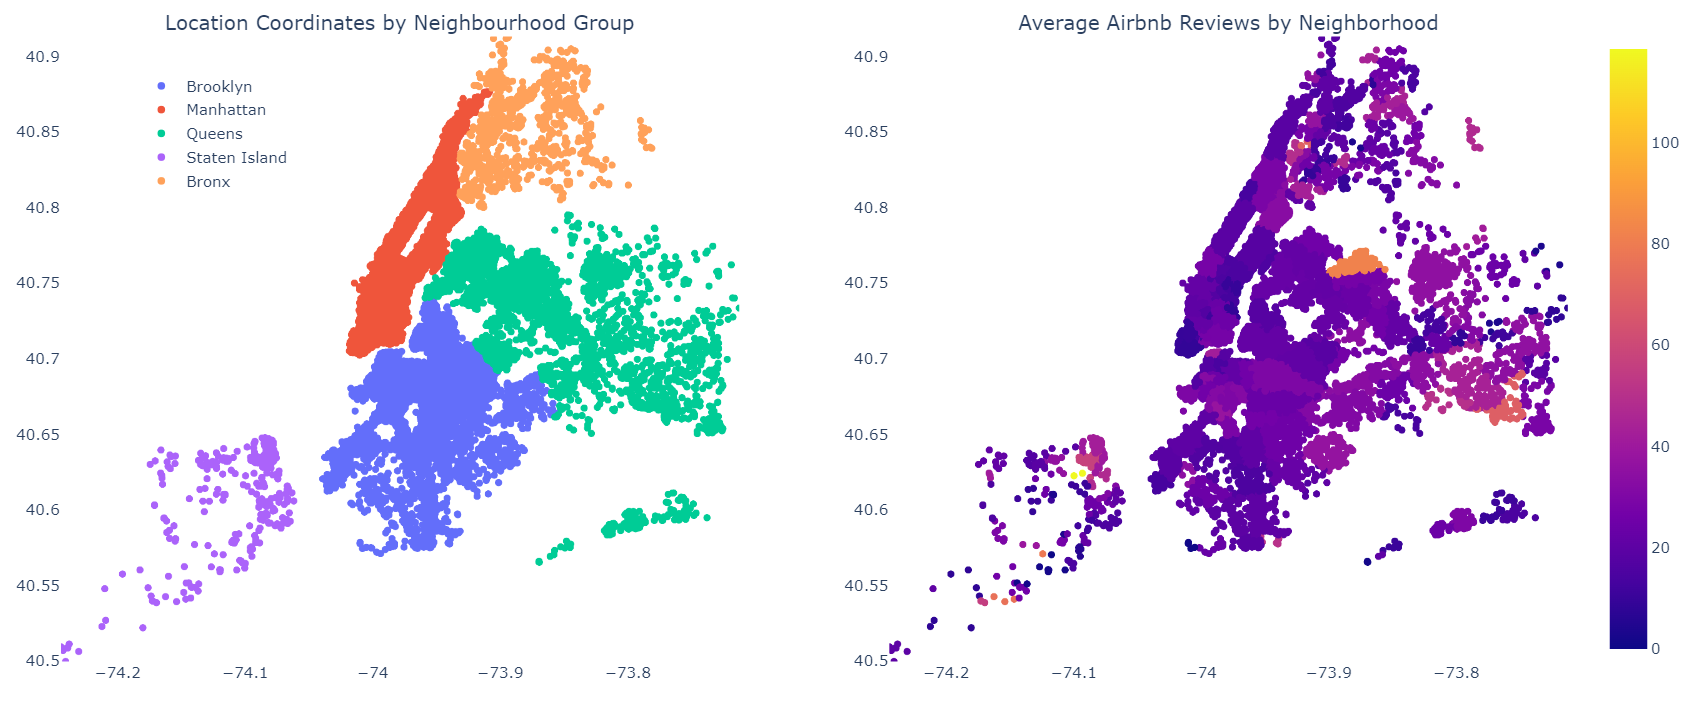 Location Coordinates by Neighbourhood Group
40.9
40.85
40.8
40.75
40.7
40.65
40.6
40.55
40.5
−74.2 −74.1 −74 −73.9 −73.8
Brooklyn
Manhattan
Queens
Staten Island
Bronx
Average Airbnb Reviews by Neighborhood
40.9
40.85
40.8
40.75
40.7
40.65
40.6
40.55
40.5
−74.2 −74.1 −74 −73.9 −73.8
100
80
60
40
20
0